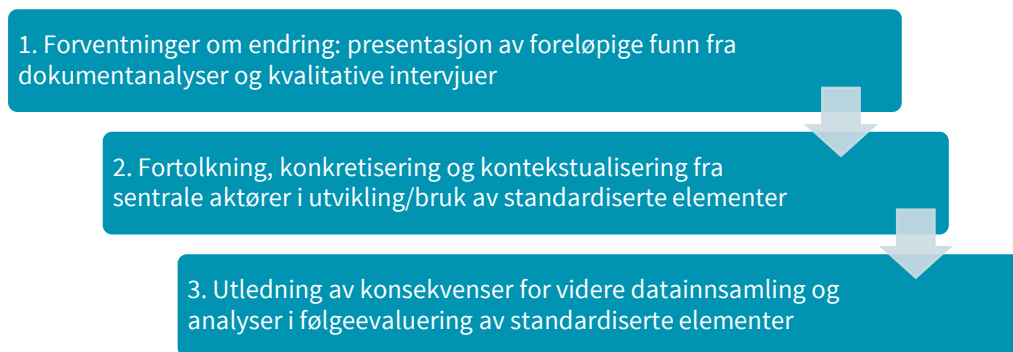 1. Forventninger om endring: presentasjon av foreløpige funn fra
dokumentanalyser og kvalitative intervjuer
2. Fortolkning, konkretisering og kontekstualisering fra
sentrale aktører i utvikling/bruk av standardiserte elementer
3. Utledning av konsekvenser for videre datainnsamling og
analyser i følgeevaluering av standardiserte elementer